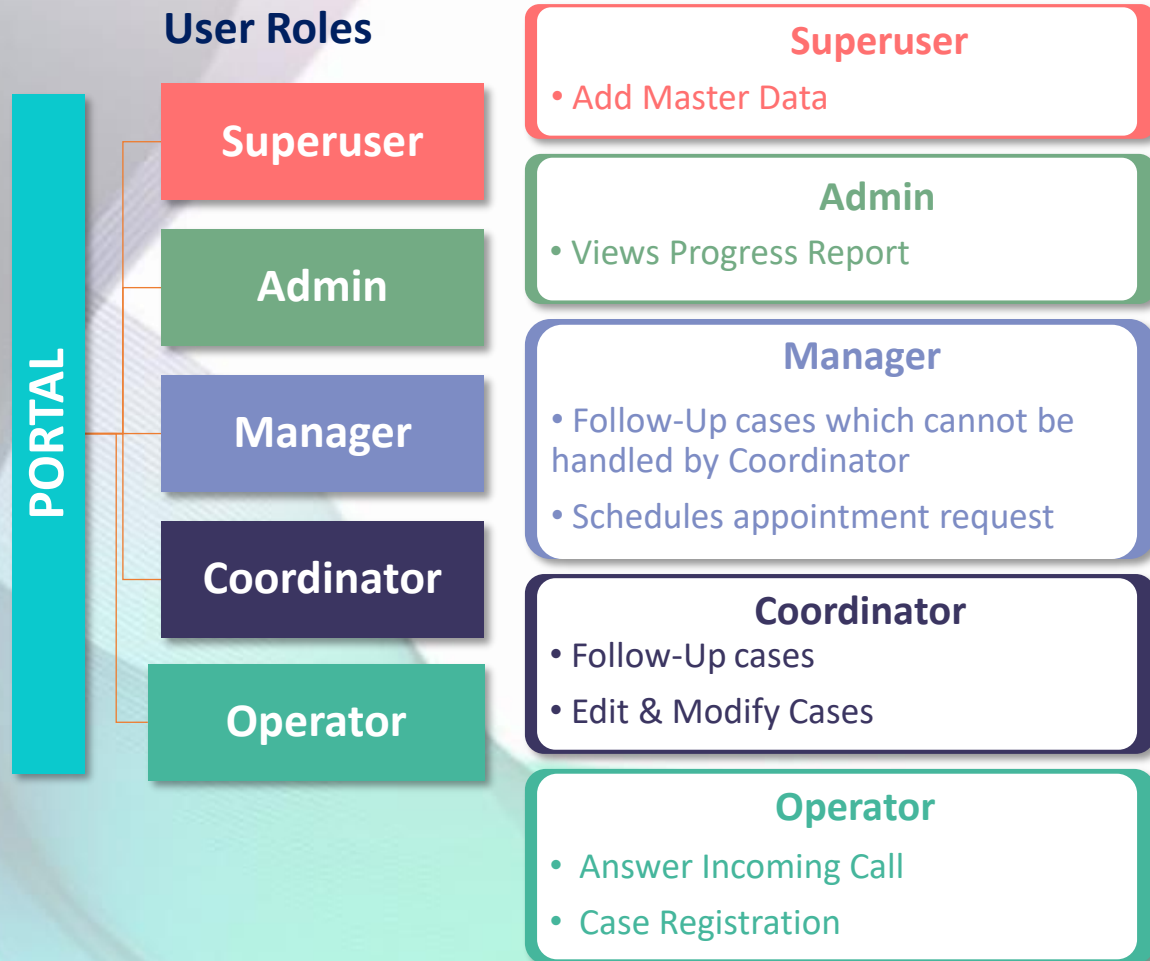 User Roles
PORTAL
Superuser
Admin
Manager
Coordinator
Operator
Superuser
• Add Master Data
Admin
• Views Progress Report
Manager
• Follow-Up cases which cannot be
handled by Coordinator
• Schedules appointment request
Coordinator
• Follow-Up cases
• Edit & Modify Cases
Operator
• Answer Incoming Call
• Case Registration